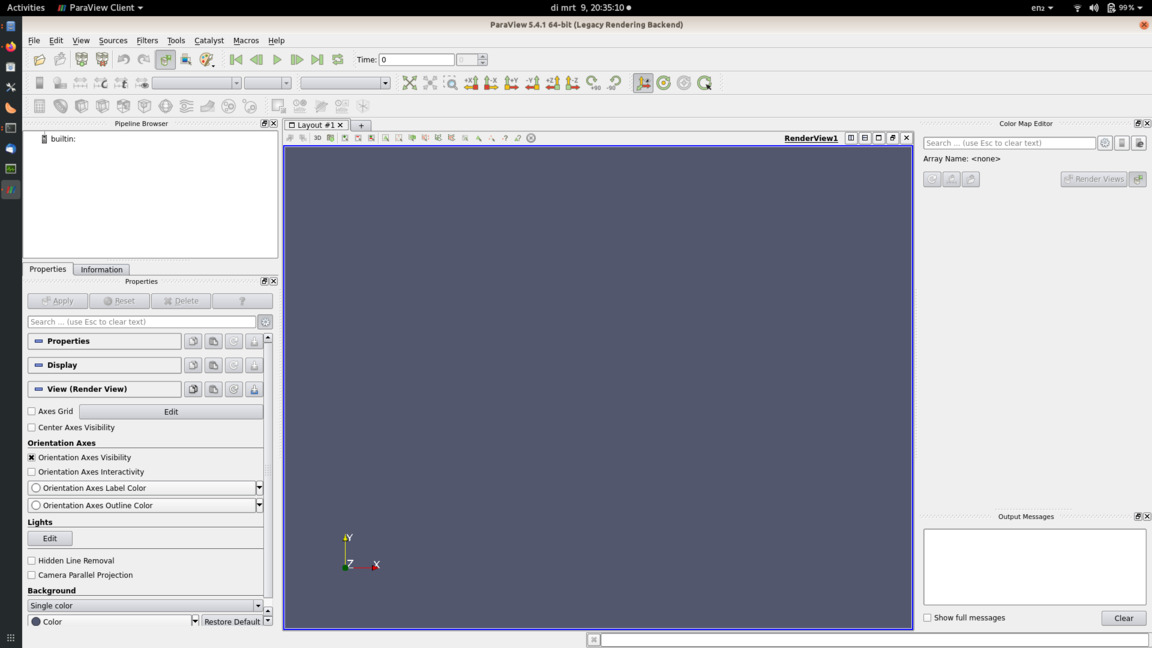 Activities ParaView Client di mrt 9, 20:35:10 en₂ 99%
ParaView 5.4.1 64-bit (Legacy Rendering Backend)
File Edit View Sources Filters Tools Catalyst Macros Help
Time: 0 0
+X -X +Y -Y +Z -Z +90 -90
Pipeline Browser
builtin:
Properties Information
Properties
Apply Reset Delete ?
Search ... (use Esc to clear text)
Properties
Display
View (Render View)
Axes Grid Edit
Center Axes Visibility
Orientation Axes
Orientation Axes Visibility
Orientation Axes Interactivity
Orientation Axes Label Color
Orientation Axes Outline Color
Lights
Edit
Hidden Line Removal
Camera Parallel Projection
Background
Single color
Color Restore Default
Layout #1
3D RenderView1
Y
Z X
Color Map Editor
Search ... (use Esc to clear text)
Array Name: <none>
Render Views
Output Messages
Show full messages Clear